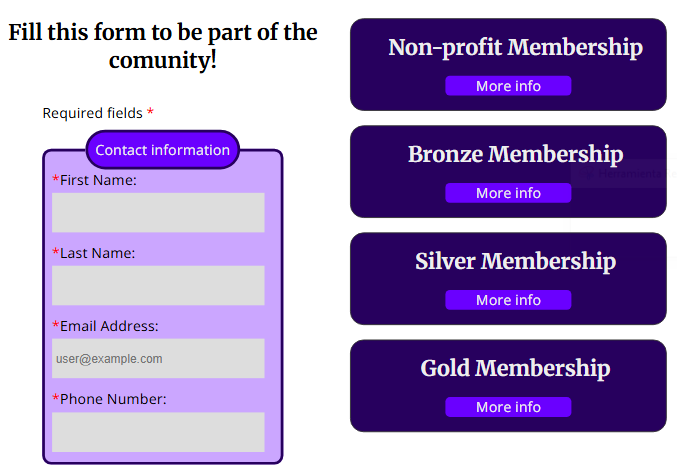 Fill this form to be part of the
comunity!
Required fields *
Contact information
*First Name:
*Last Name:
*Email Address:
user@example.com
*Phone Number:
Non-profit Membership
More info
Bronze Membership
More info
Silver Membership
More info
Gold Membership
More info